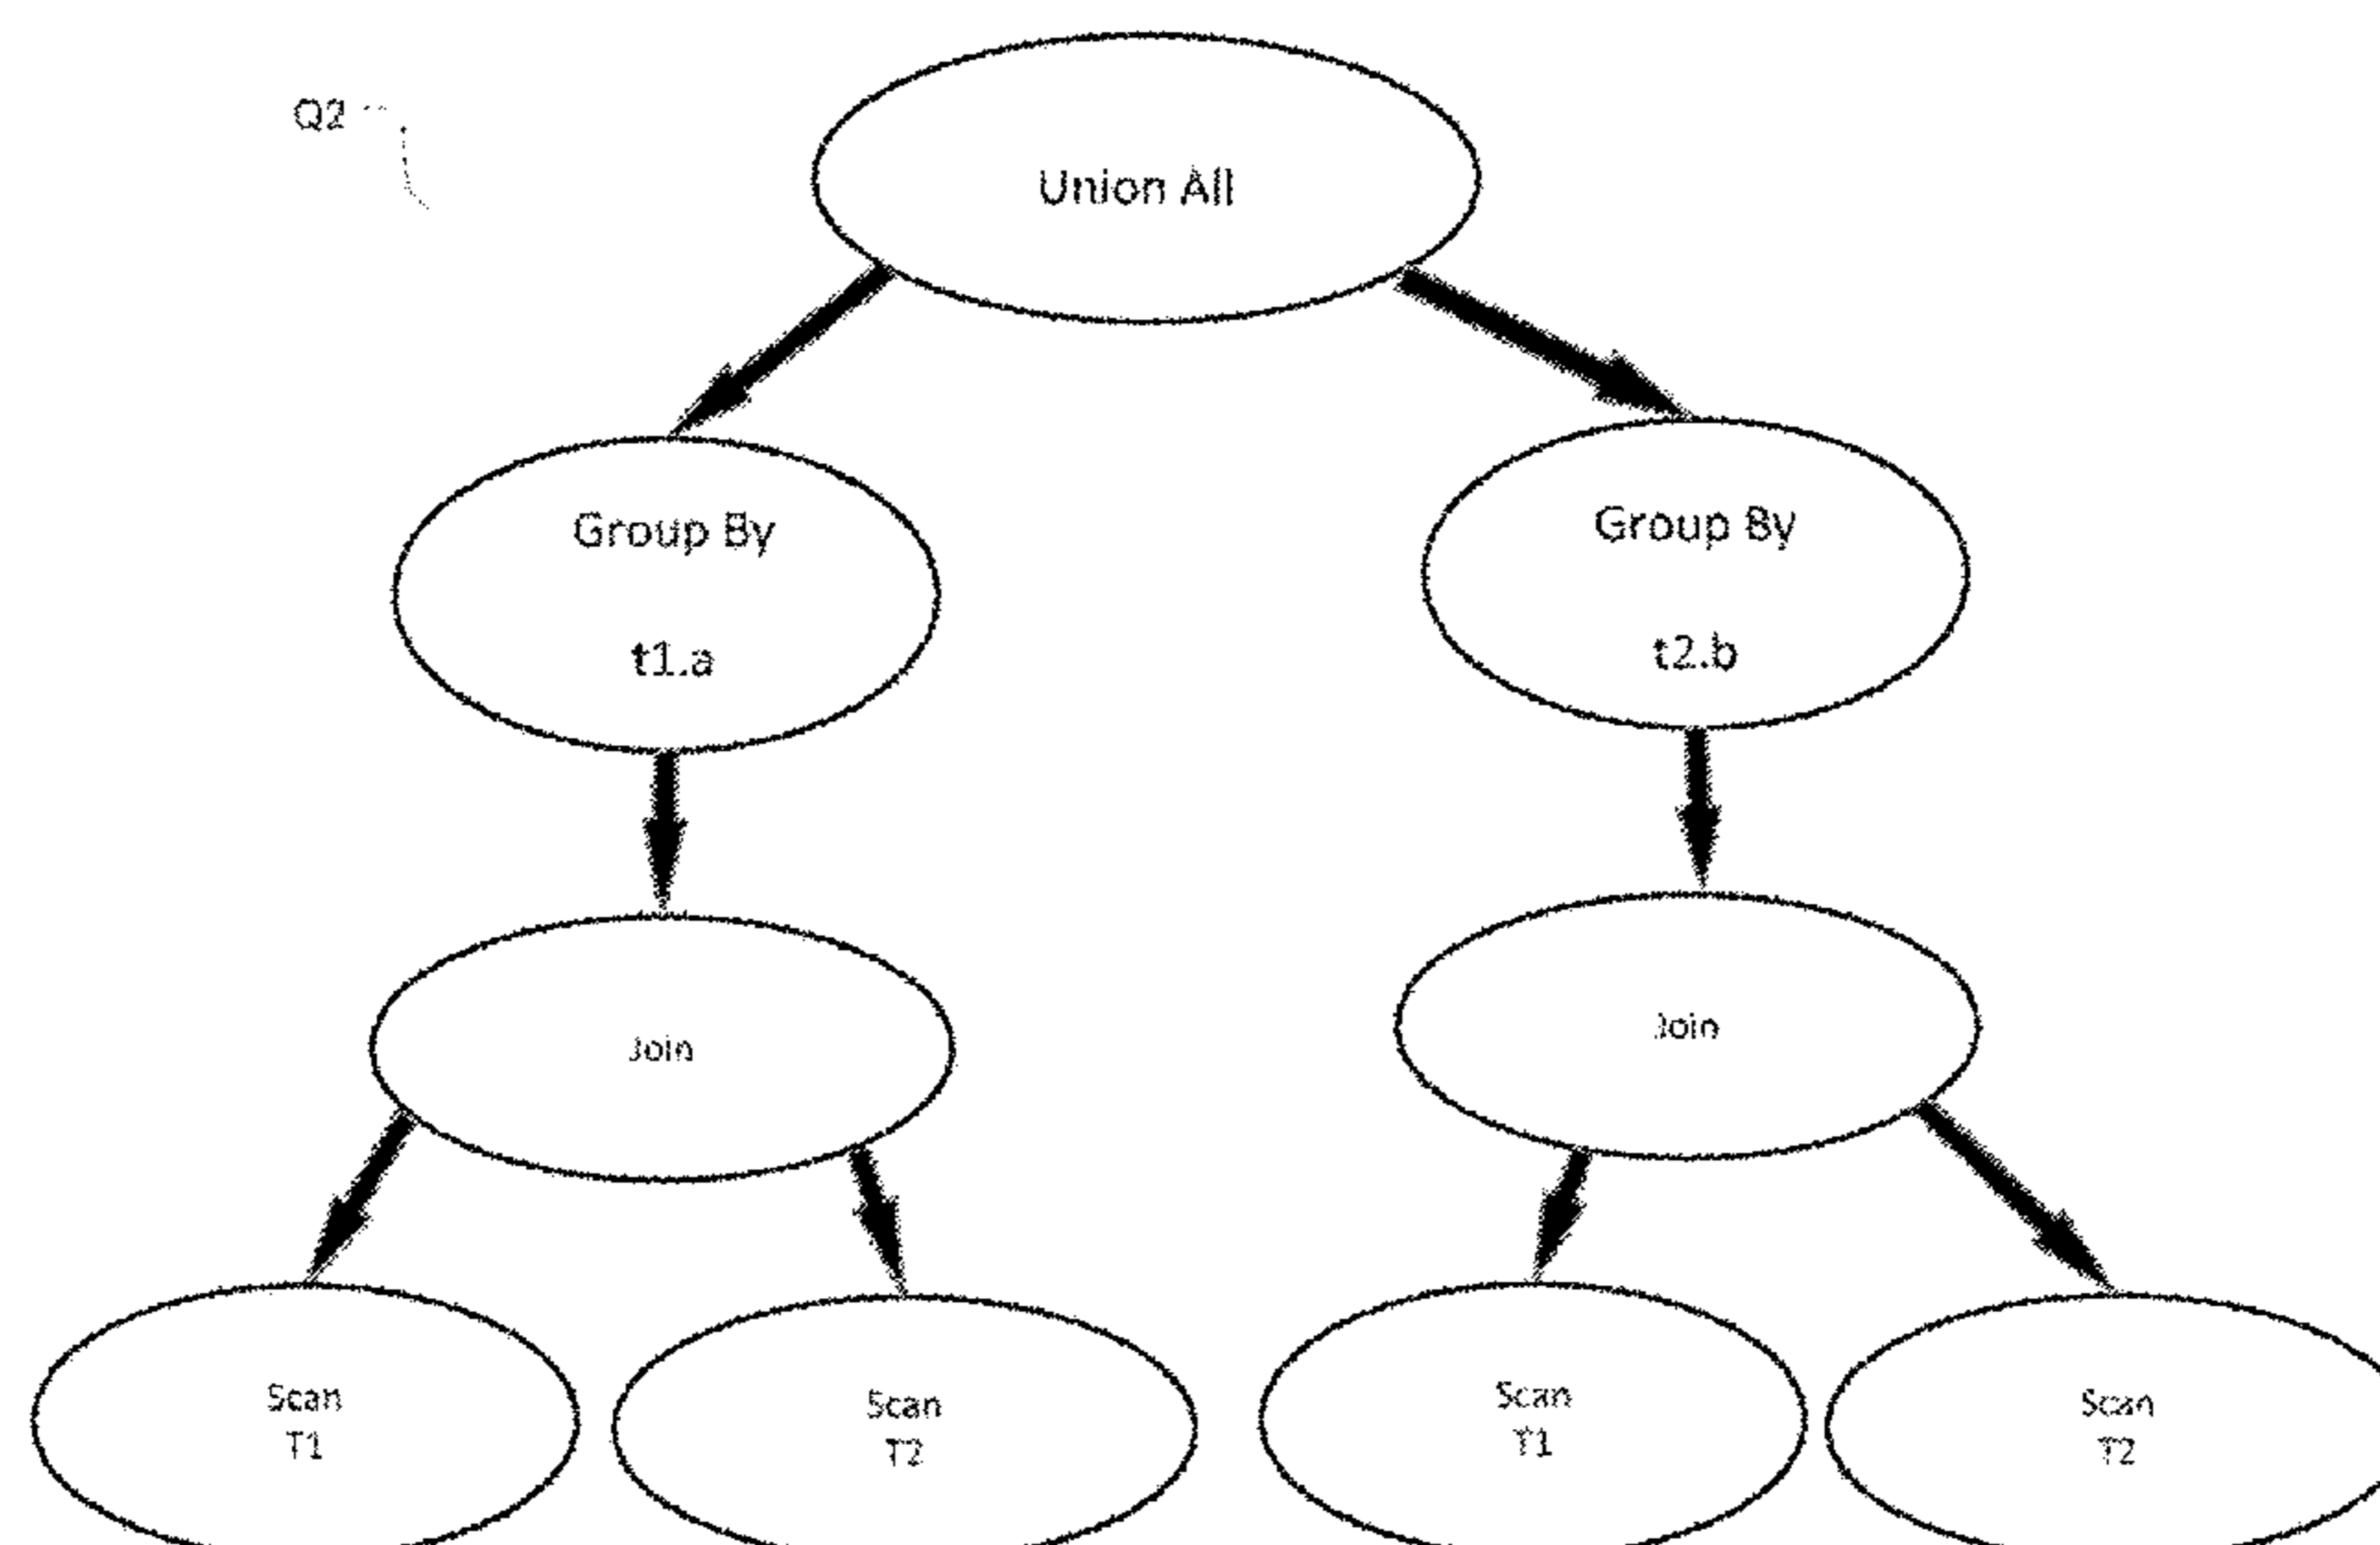 Q2
Union All
Group By
t1.a
Group By
t2.b
Join
Join
Scan
T1
Scan
T2
Scan
T1
Scan
T2